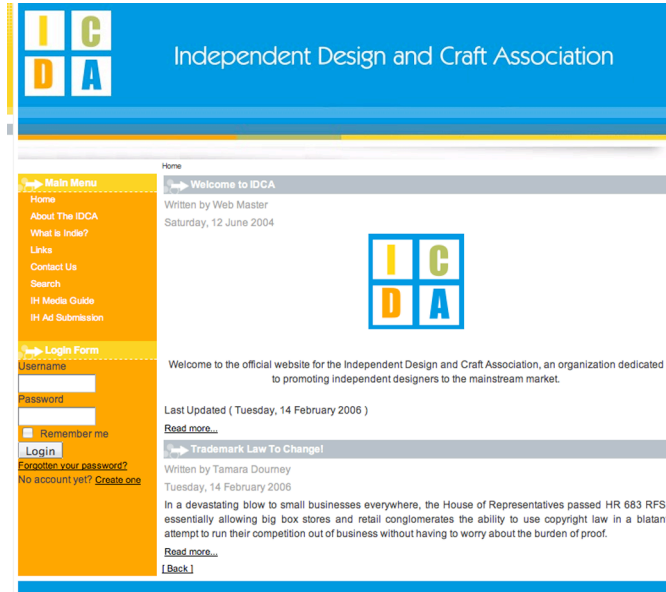 I C
D A
Independent Design and Craft Association
Home
Main Menu
Home
About The IDCA
What is Indie?
Links
Contact Us
Search
IH Media Guide
IH Ad Submission
Login Form
Username
Password
Remember me
Login
Forgotten your password?
No account yet? Create one
Welcome to IDCA
Written by Web Master
Saturday, 12 June 2004
I C
D A
Welcome to the official website for the Independent Design and Craft Association, an organization dedicated
to promoting independent designers to the mainstream market.
Last Updated ( Tuesday, 14 February 2006 )
Read more...
Trademark Law To Change!
Written by Tamara Dourney
Tuesday, 14 February 2006
In a devastating blow to small businesses everywhere, the House of Representatives passed HR 683 RFS
essentially allowing big box stores and retail conglomerates the ability to use copyright law in a blatan
attempt to run their competition out of business without having to worry about the burden of proof.
Read more...
[ Back ]